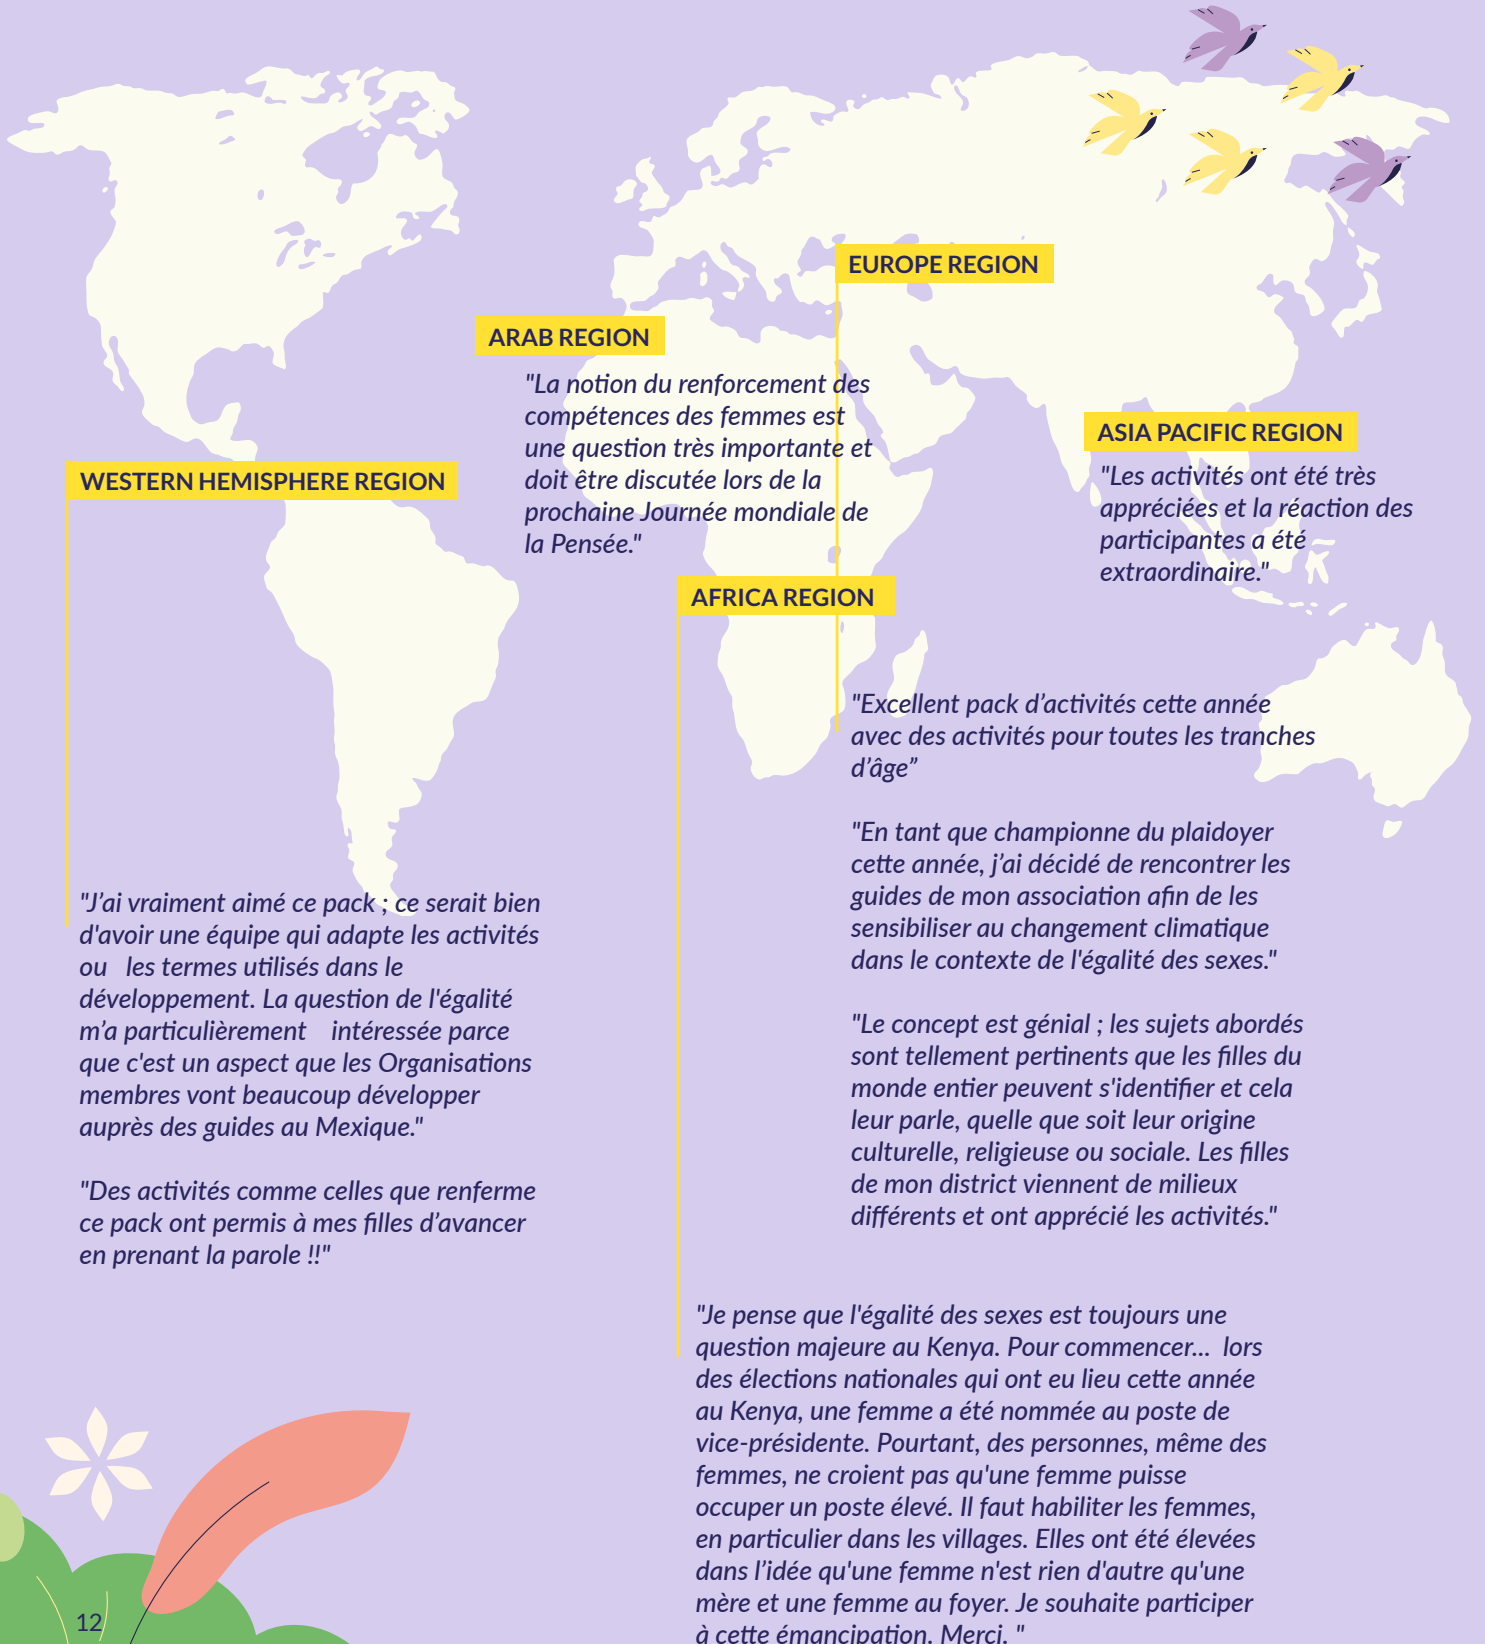 EUROPE REGION
ARAB REGION
"La notion du renforcement des
compétences des femmes est
une question très importante et
doit être discutée lors de la
prochaine Journée mondiale de
la Pensée."
ASIA PACIFIC REGION
"Les activités ont été très
appréciées et la réaction des
participantes a été
extraordinaire."
WESTERN HEMISPHERE REGION
AFRICA REGION
"Excellent pack d’activités cette année
avec des activités pour toutes les tranches
d’âge”
"En tant que championne du plaidoyer
cette année, j’ai décidé de rencontrer les
guides de mon association afin de les
sensibiliser au changement climatique
dans le contexte de l'égalité des sexes."
"Le concept est génial ; les sujets abordés
sont tellement pertinents que les filles du
monde entier peuvent s'identifier et cela
leur parle, quelle que soit leur origine
culturelle, religieuse ou sociale. Les filles
de mon district viennent de milieux
différents et ont apprécié les activités."
"J’ai vraiment aimé ce pack ; ce serait bien
d'avoir une équipe qui adapte les activités
ou les termes utilisés dans le
développement. La question de l'égalité
m’a particulièrement intéressée parce
que c'est un aspect que les Organisations
membres vont beaucoup développer
auprès des guides au Mexique."
"Des activités comme celles que renferme
ce pack ont permis à mes filles d’avancer
en prenant la parole !!"
"Je pense que l'égalité des sexes est toujours une
question majeure au Kenya. Pour commencer... lors
des élections nationales qui ont eu lieu cette année
au Kenya, une femme a été nommée au poste de
vice-présidente. Pourtant, des personnes, même des
femmes, ne croient pas qu'une femme puisse
occuper un poste élevé. Il faut habiliter les femmes,
en particulier dans les villages. Elles ont été élevées
dans l’idée qu'une femme n'est rien d'autre qu'une
mère et une femme au foyer. Je souhaite participer
à cette émancipation. Merci. "
12